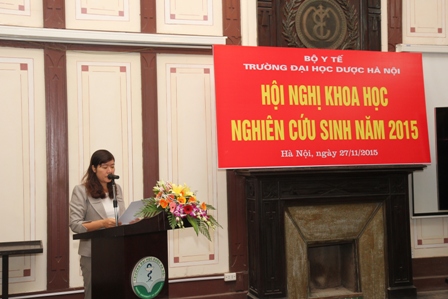 BỘ Y TẾ
TRƯỜNG ĐẠI HỌC DƯỢC HÀ NỘI
HỘI NGHỊ KHOA HỌC
NGHIÊN CỨU SINH NĂM 2015
Hà Nội, ngày 27/11/2015